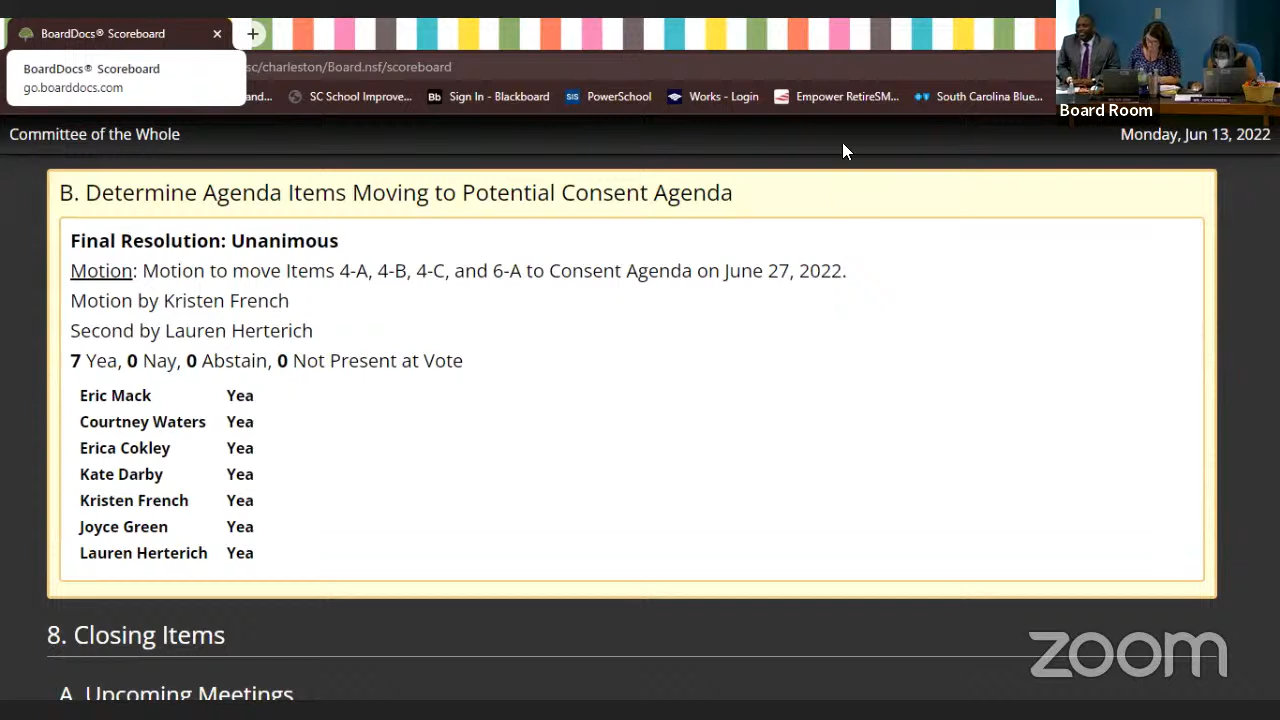 BoardDocs® Scoreboard
BoardDocs® Scoreboard
go.boarddocs.com
sc/charleston/Board.nsf/scoreboard
and...
SC School Improve...
Bb
Sign In - Blackboard
SIS
PowerSchool
Works - Login
Empower RetireSM...
South Carolina Blue...
Board Room
Committee of the Whole
Monday, Jun 13, 2022
B. Determine Agenda Items Moving to Potential Consent Agenda
Final Resolution: Unanimous
Motion: Motion to move Items 4-A, 4-B, 4-C, and 6-A to Consent Agenda on June 27, 2022.
Motion by Kristen French
Second by Lauren Herterich
7 Yea, 0 Nay, 0 Abstain, 0 Not Present at Vote
Eric Mack Yea
Courtney Waters Yea
Erica Cokley Yea
Kate Darby Yea
Kristen French Yea
Joyce Green Yea
Lauren Herterich Yea
8. Closing Items
zoom
A. Upcoming Meetings